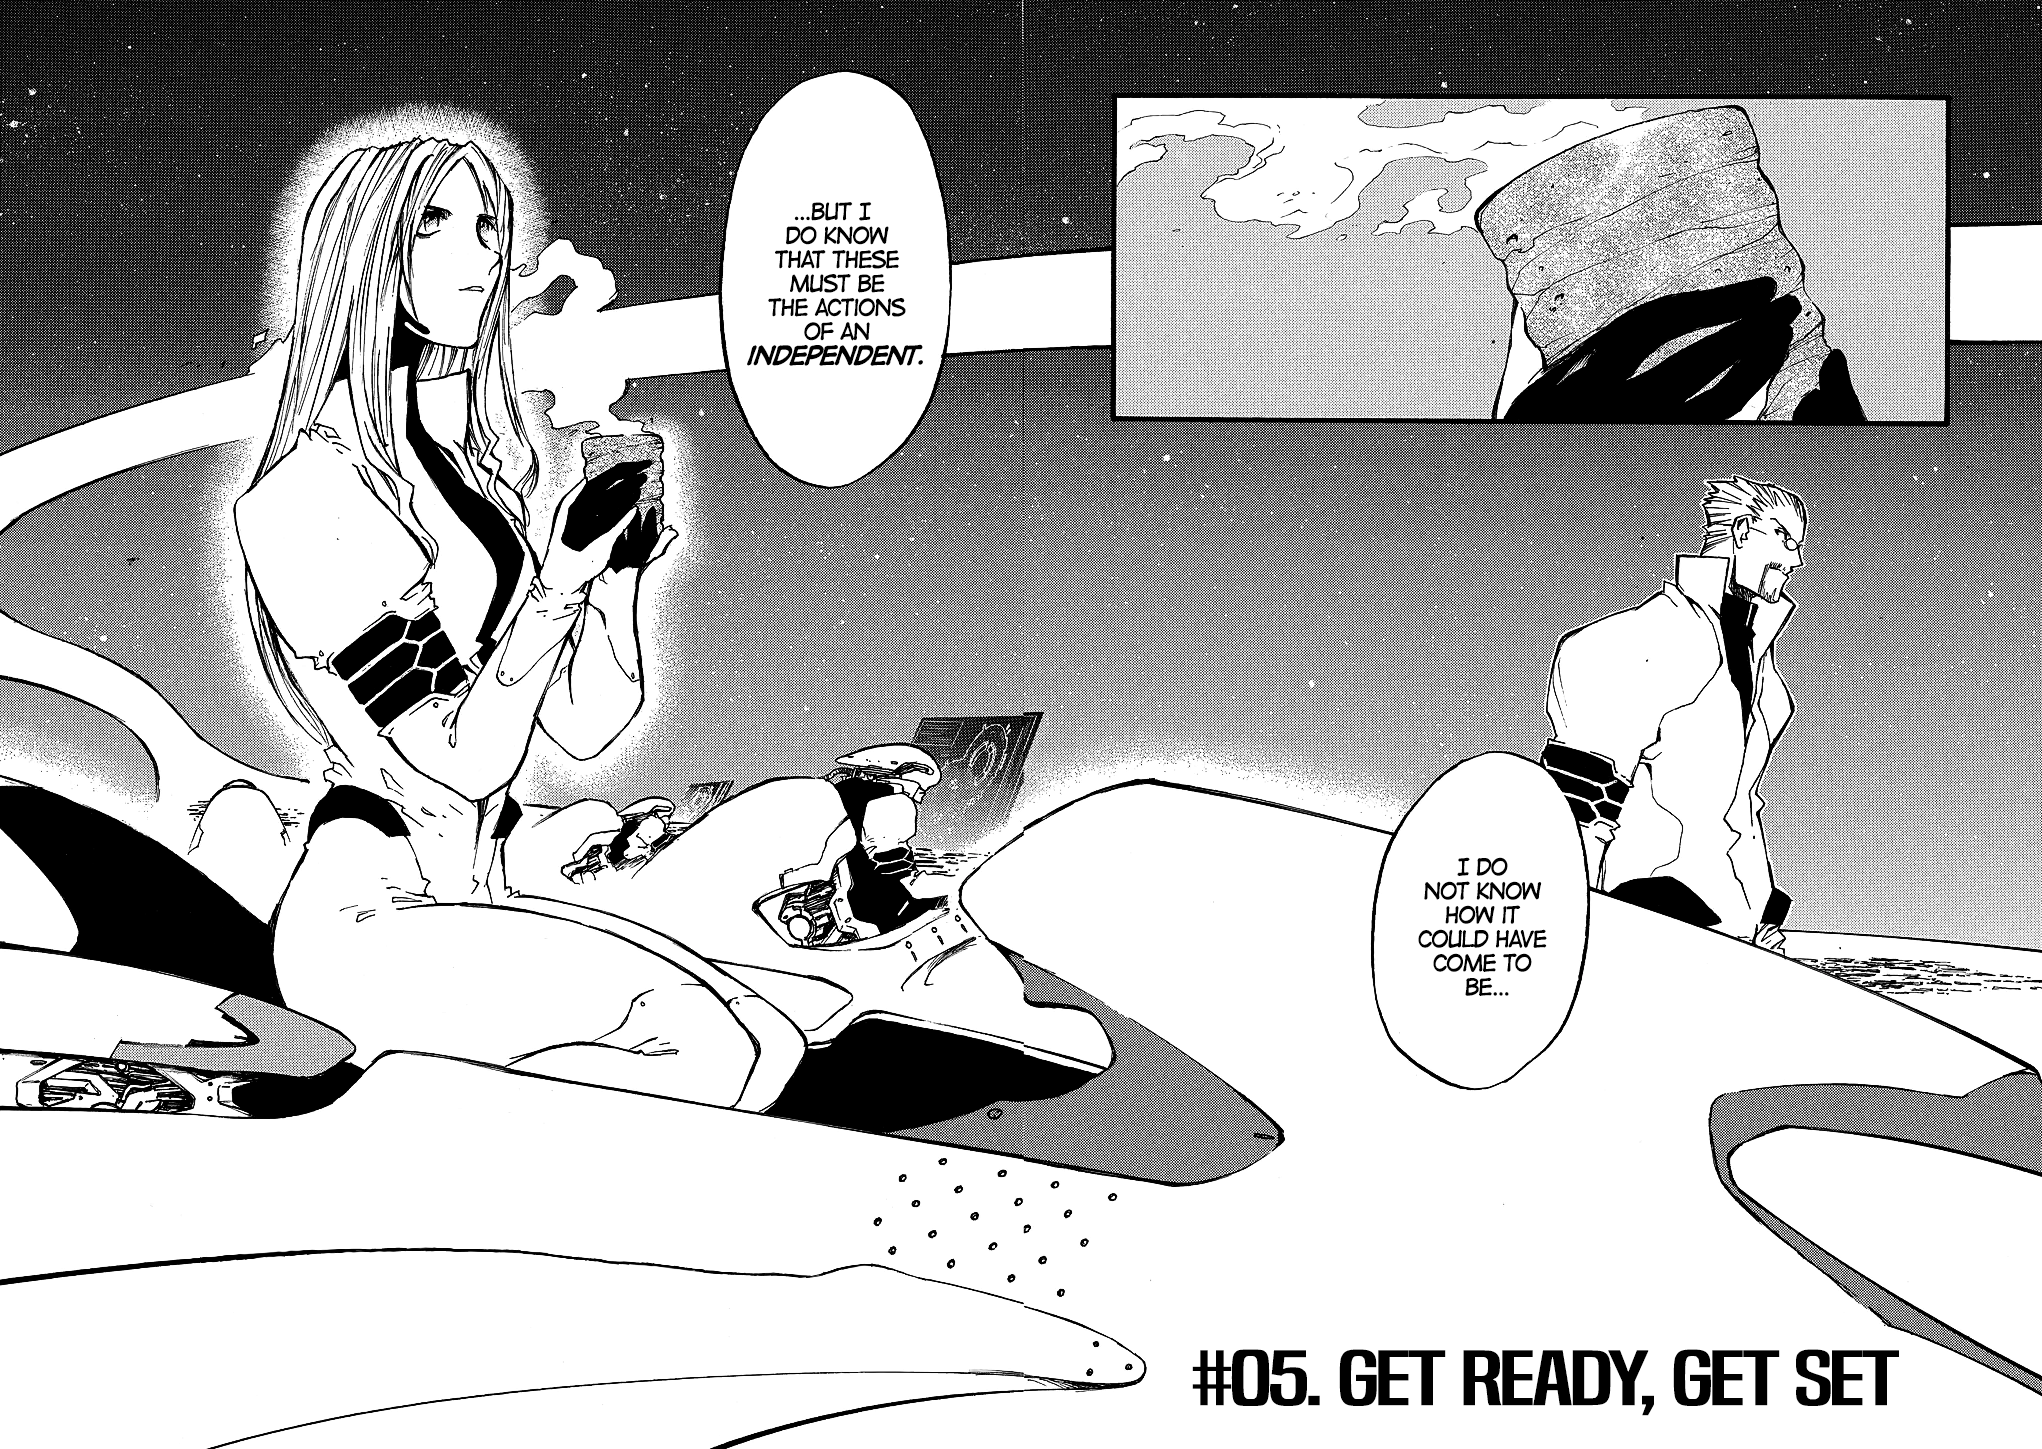 I DO
NOT KNOW
HOW IT
COULD HAVE
COME TO
BE...
...BUT I
DO KNOW
THAT THESE
MUST BE
THE ACTIONS
OF AN
INDEPENDENT.
#05. GET READY, GET SET